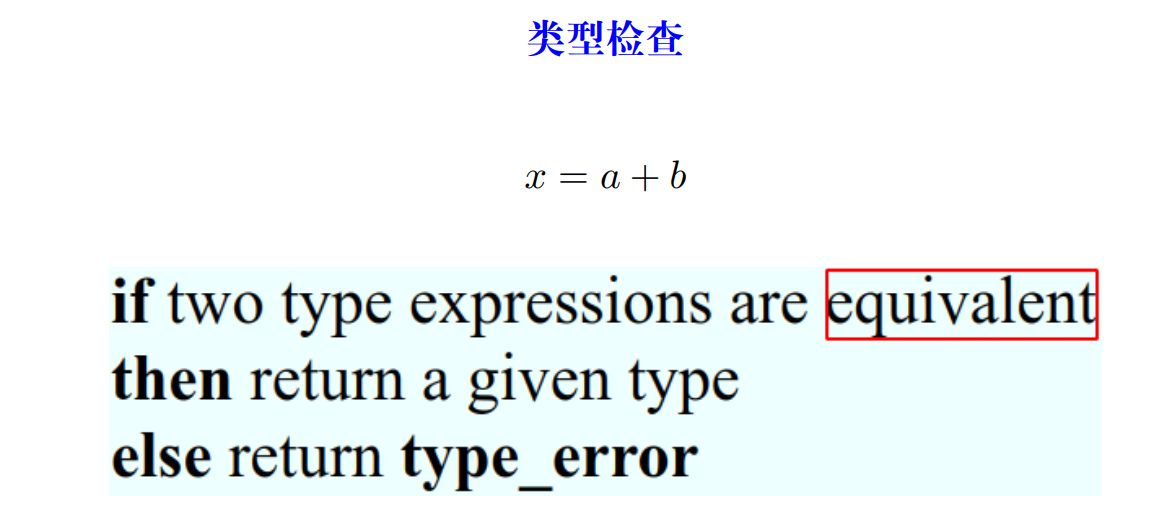 类型检查
x = a + b
if two type expressions are equivalent
then return a given type
else return type_error